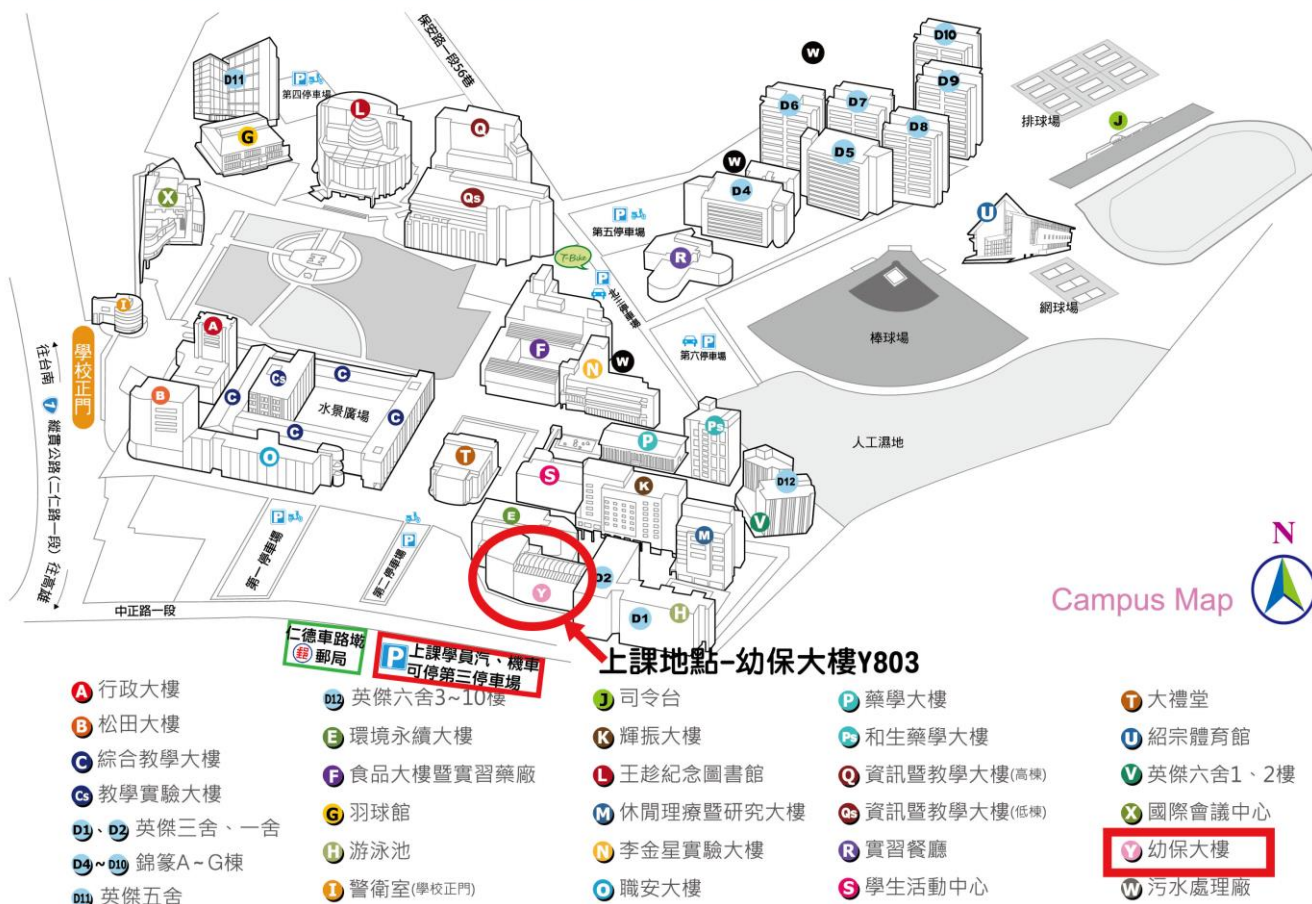 保安路一段56巷
D10
W
D11
P
第四停車場
L
Q
D6
D7
D9
D8
排球場
J
G
W
D5
X
Qs
D4
U
P
第五停車場
T-Bike
R
P
第三停車場
I
A
學校正門
往台南 7 縱貫公路(二仁路一段) 往高雄
F
N
W
P
第六停車場
棒球場
網球場
Cs
C
C
C
C
水景廣場
B
O
T
P
Ps
人工濕地
S
K
D12
V
E
M
P
第一停車場
P
第二停車場
Y
D2
D1
H
N
Campus Map
中正路一段
仁德車路墘
郵 郵局
P 上課學員汽、機車
可停第三停車場
上課地點-幼保大樓Y803
A 行政大樓
B 松田大樓
C 綜合教學大樓
Cs 教學實驗大樓
D1、D2 英傑三舍、一舍
D4~D10 錦篆A~G棟
D11 英傑五舍
D12 英傑六舍3~10樓
E 環境永續大樓
F 食品大樓暨實習藥廠
G 羽球館
H 游泳池
I 警衛室(學校正門)
J 司令台
K 輝振大樓
L 王趁紀念圖書館
M 休閒理療暨研究大樓
N 李金星實驗大樓
O 職安大樓
P 藥學大樓
Ps 和生藥學大樓
Q 資訊暨教學大樓(高棟)
Qs 資訊暨教學大樓(低棟)
R 實習餐廳
S 學生活動中心
T 大禮堂
U 紹宗體育館
V 英傑六舍1、2樓
X 國際會議中心
Y 幼保大樓
W 污水處理廠